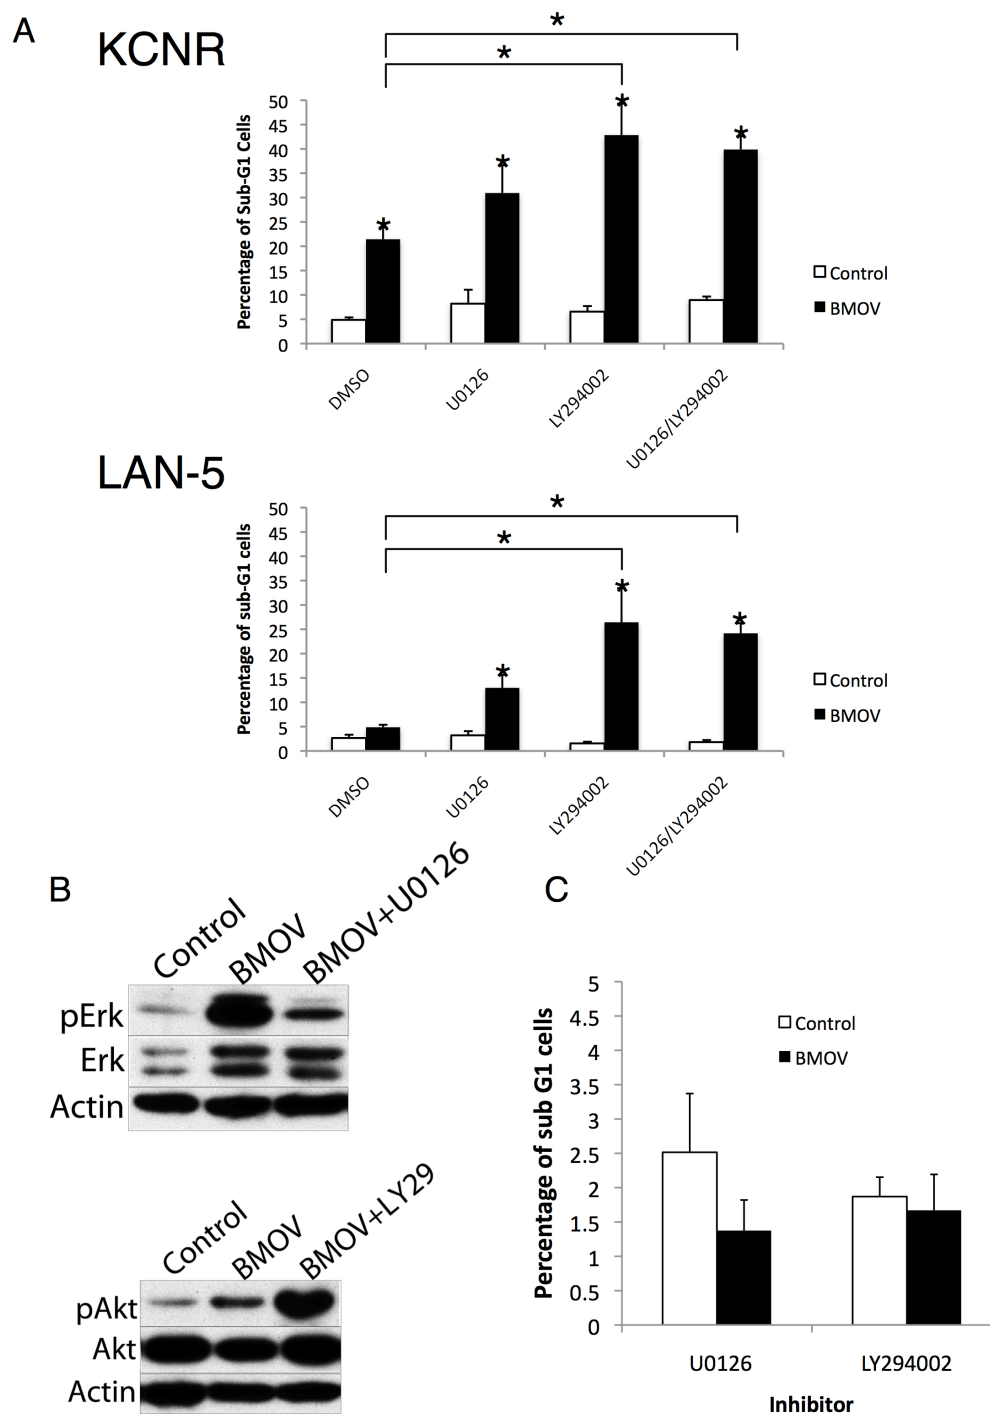 A
KCNR
*
*
Percentage of Sub-G1 Cells
50
45
40
35
30
25
20
15
10
5
0
*
*
*
*
Control
BMOV
DMSO
U0126
LY294002
U0126/LY294002
LAN-5
*
*
Percentage of sub-G1 cells
50
45
40
35
30
25
20
15
10
5
0
*
*
*
Control
BMOV
DMSO
U0126
LY294002
U0126/LY294002
B
Control
BMOV
BMOV+U0126
pErk
Erk
Actin
Control
BMOV
BMOV+LY29
pAkt
Akt
Actin
C
Percentage of sub G1 cells
5
4.5
4
3.5
3
2.5
2
1.5
1
0.5
0
Control
BMOV
U0126
LY294002
Inhibitor